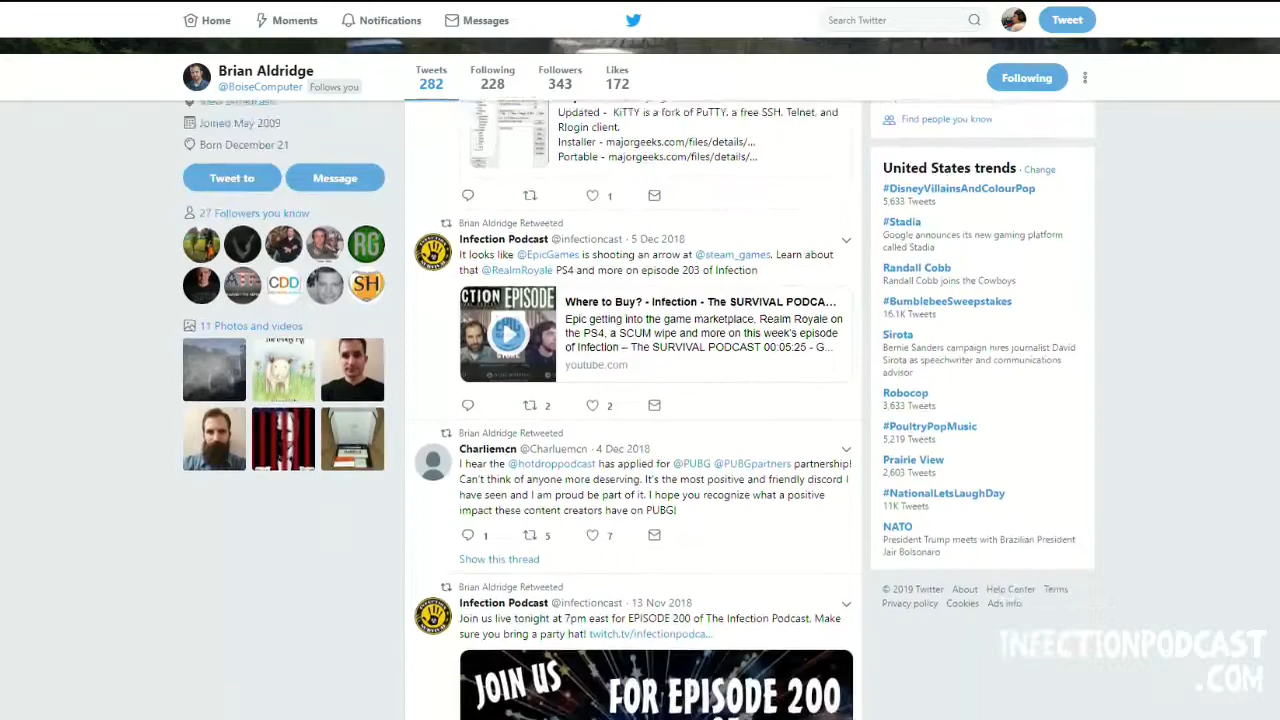 Home
Moments
Notifications
Messages
Search Twitter
Tweet
Brian Aldridge
@BoiseComputer Follows you
Tweets
282
Following
228
Followers
343
Likes
172
Following
Joined May 2009
Born December 21
Tweet to
Message
27 Followers you know
RG
CDD
SH
11 Photos and videos
Updated - KiTTY is a fork of PuTTY, a free SSH, Telnet, and
Rlogin client.
Installer - majorgeeks.com/files/details/...
Portable - majorgeeks.com/files/details/...
1
Brian Aldridge Retweeted
Infection Podcast @infectioncast · 5 Dec 2018
It looks like @EpicGames is shooting an arrow at @steam_games. Learn about
that @RealmRoyale PS4 and more on episode 203 of Infection
CTION EPISODE
Where to Buy? - Infection - The SURVIVAL PODCA...
Epic getting into the game marketplace, Realm Royale on
the PS4, a SCUM wipe and more on this week's episode
of Infection – The SURVIVAL PODCAST 00:05:25 - G...
youtube.com
2
2
Brian Aldridge Retweeted
Charliemcn @Charluemcn · 4 Dec 2018
I hear the @hotdroppodcast has applied for @PUBG @PUBGpartners partnership!
Can't think of anyone more deserving. It's the most positive and friendly discord I
have seen and I am proud be part of it. I hope you recognize what a positive
impact these content creators have on PUBG!
1
5
7
Show this thread
Brian Aldridge Retweeted
Infection Podcast @infectioncast · 13 Nov 2018
Join us live tonight at 7pm east for EPISODE 200 of The Infection Podcast. Make
sure you bring a party hat! twitch.tv/infectionpodca...
JOIN US
FOR EPISODE 200
Find people you know
United States trends · Change
#DisneyVillainsAndColourPop
5,633 Tweets
#Stadia
Google announces its new gaming platform
called Stadia
Randall Cobb
Randall Cobb joins the Cowboys
#BumblebeeSweepstakes
16.1K Tweets
Sirota
Bernie Sanders campaign hires journalist David
Sirota as speechwriter and communications
advisor
Robocop
3,633 Tweets
#PoultryPopMusic
5,219 Tweets
Prairie View
2,603 Tweets
#NationalLetsLaughDay
11K Tweets
NATO
President Trump meets with Brazilian President
Jair Bolsonaro
© 2019 Twitter About Help Center Terms
Privacy policy Cookies Ads info
INFECTIONPODCAST
.COM